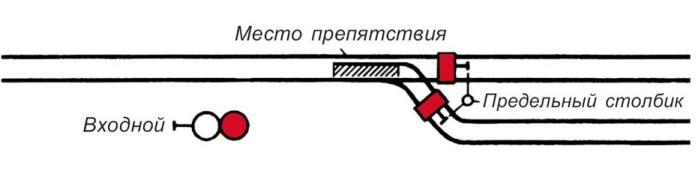 Место препятствия
Предельный столбик
Входной